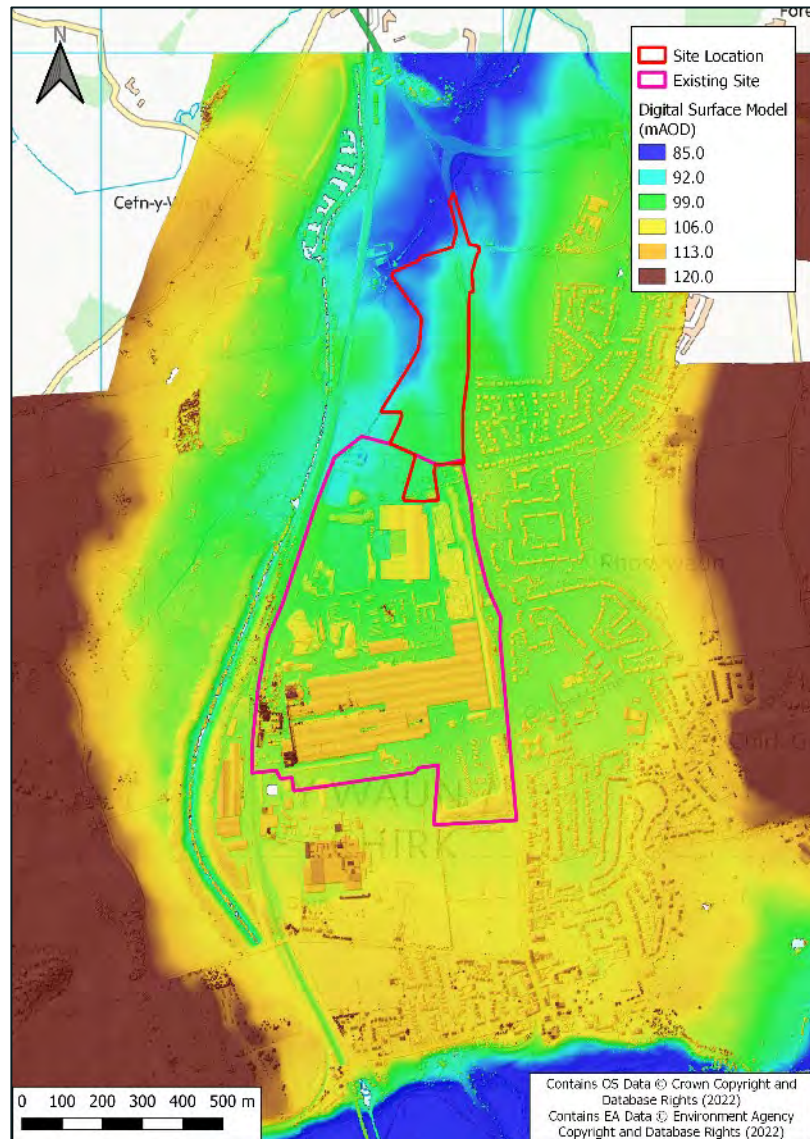 Fore
N
Site Location
Existing Site
Digital Surface Model
(mAOD)
85.0
92.0
99.0
106.0
113.0
120.0
Cefn-y-W
WAUN
HIRK
0 100 200 300 400 500 m
Contains OS Data © Crown Copyright and
Database Rights (2022)
Contains EA Data © Environment Agency
Copyright and Database Rights (2022)